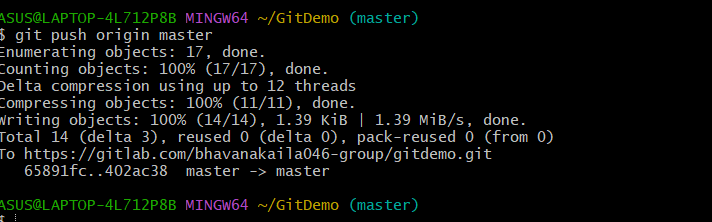 ASUS@LAPTOP-4L712P8B MINGW64 ~/GitDemo (master)
$ git push origin master
Enumerating objects: 17, done.
Counting objects: 100% (17/17), done.
Delta compression using up to 12 threads
Compressing objects: 100% (11/11), done.
Writing objects: 100% (14/14), 1.39 KiB | 1.39 MiB/s, done.
Total 14 (delta 3), reused 0 (delta 0), pack-reused 0 (from 0)
To https://gitlab.com/bhavanakaila046-group/gitdemo.git
   65891fc..402ac38  master -> master
ASUS@LAPTOP-4L712P8B MINGW64 ~/GitDemo (master)
$